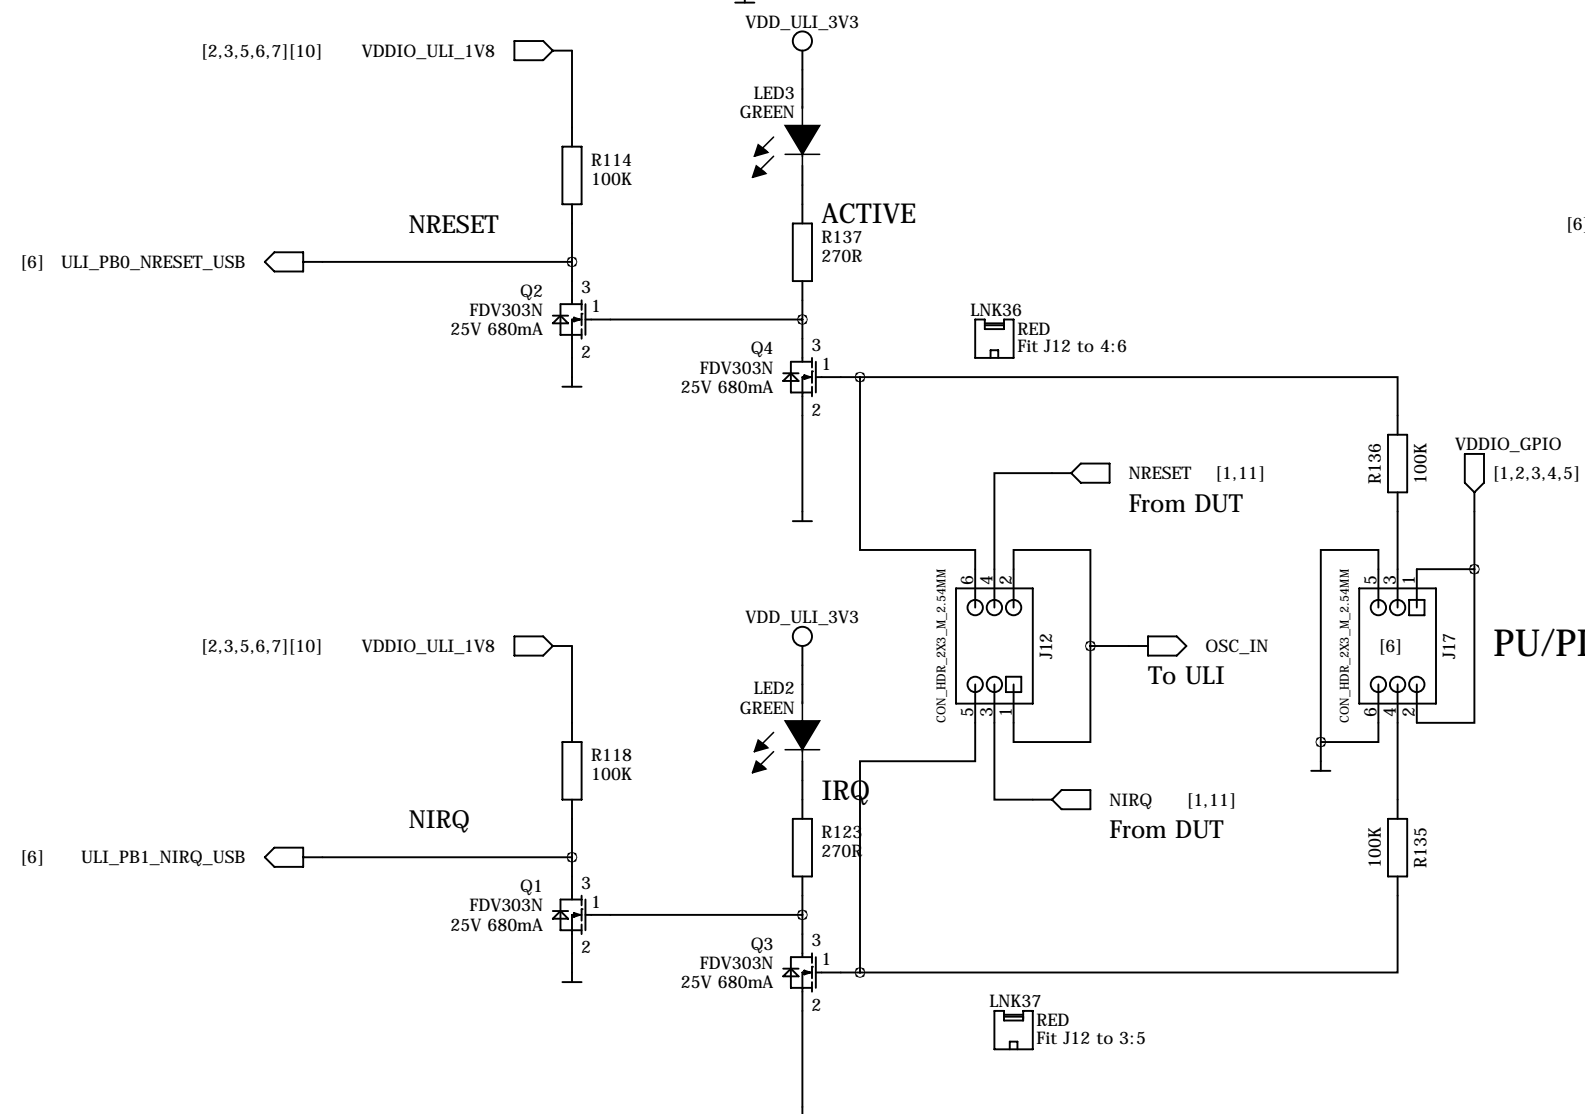 VDD_ULI_3V3
[2,3,5,6,7][10] VDDIO_ULI_1V8
LED3
GREEN
R114
100K
NRESET
ACTIVE
R137
270R
[6]
[6] ULI_PB0_NRESET_USB
Q2
FDV303N
25V 680mA
3
1
2
LNK36
RED
Fit J12 to 4:6
Q4
FDV303N
25V 680mA
3
1
2
R136
100K
VDDIO_GPIO
[1,2,3,4,5]
NRESET [1,11]
From DUT
CON_HDR_2X3_M_2.54MM
6
4
2
J12
5
3
1
OSC_IN
To ULI
CON_HDR_2X3_M_2.54MM
5
3
1
[6]
J17
6
4
2
PU/P
VDD_ULI_3V3
[2,3,5,6,7][10] VDDIO_ULI_1V8
LED2
GREEN
R118
100K
NIRQ
IRQ
R123
270R
NIRQ [1,11]
From DUT
100K
R135
[6] ULI_PB1_NIRQ_USB
Q1
FDV303N
25V 680mA
3
1
2
Q3
FDV303N
25V 680mA
3
1
2
LNK37
RED
Fit J12 to 3:5